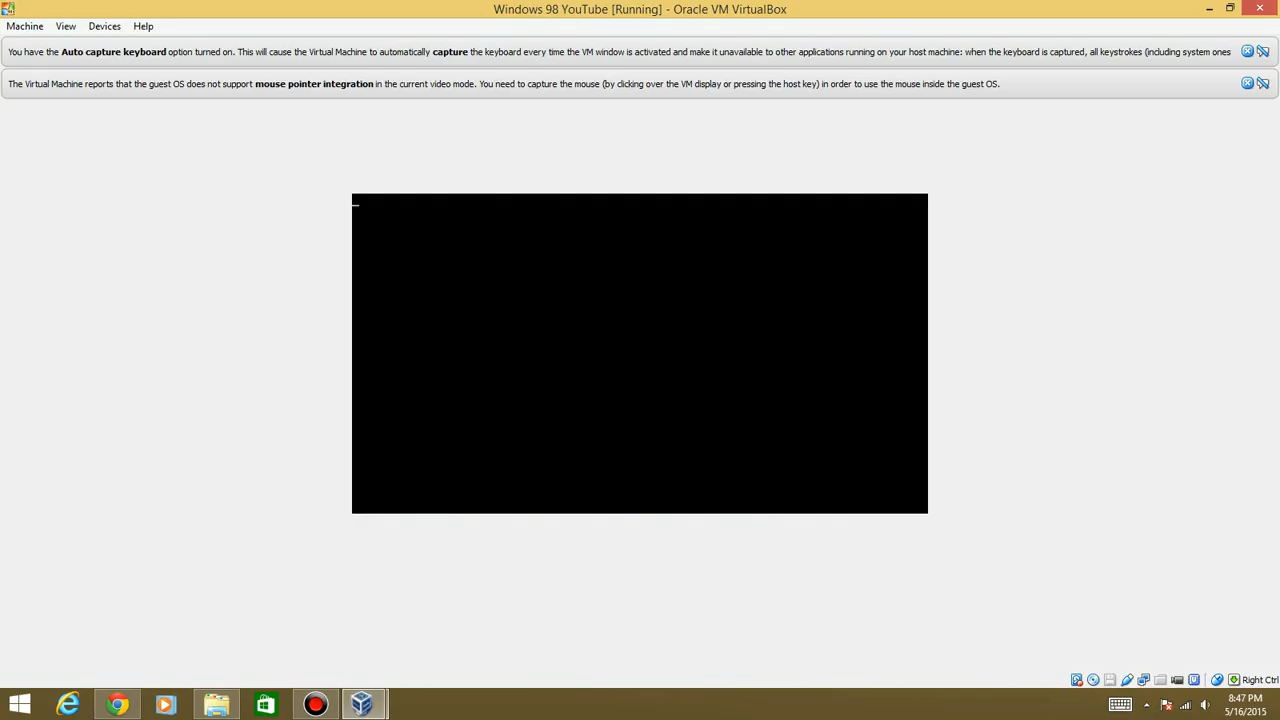 Windows 98 YouTube [Running] - Oracle VM VirtualBox
Machine View Devices Help
You have the Auto capture keyboard option turned on. This will cause the Virtual Machine to automatically capture the keyboard every time the VM window is activated and make it unavailable to other applications running on your host machine: when the keyboard is captured, all keystrokes (including system ones
The Virtual Machine reports that the guest OS does not support mouse pointer integration in the current video mode. You need to capture the mouse (by clicking over the VM display or pressing the host key) in order to use the mouse inside the guest OS.
Right Ctrl
8:47 PM
5/16/2015